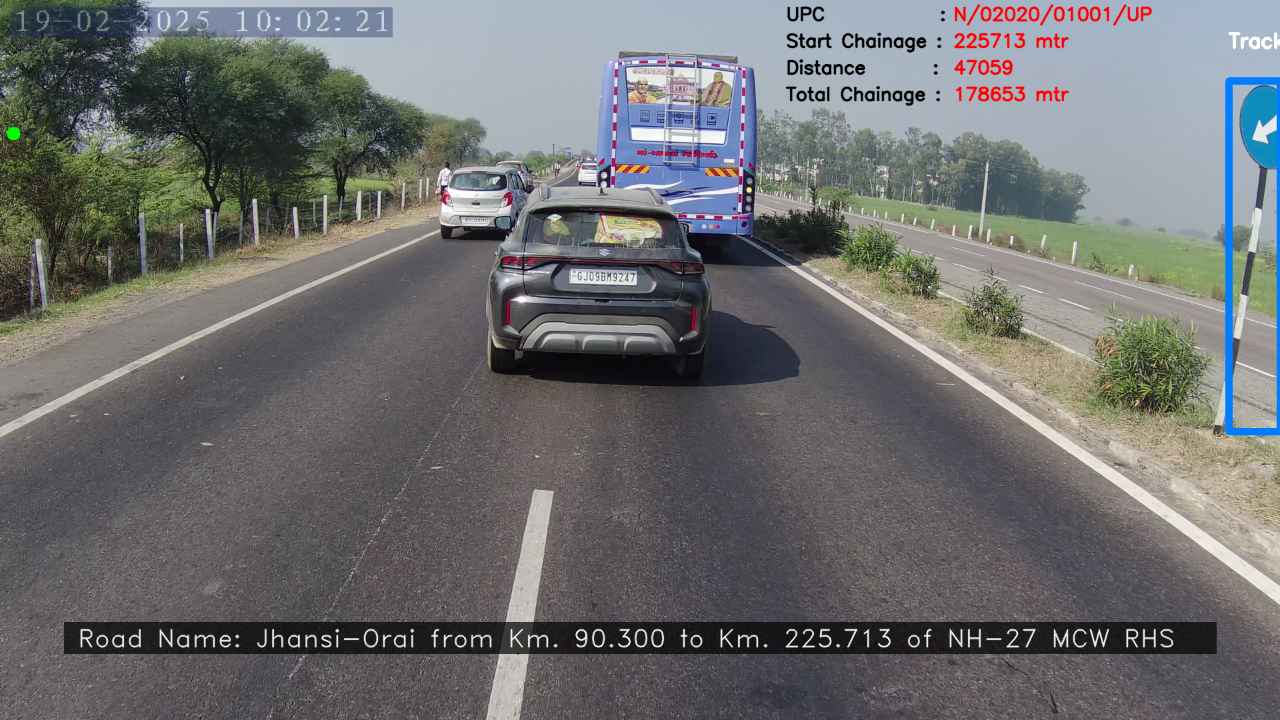 19-02-2025 10:02:21
UPC : N/02020/01001/UP
Start Chainage : 225713 mtr
Distance : 47059
Total Chainage : 178653 mtr
Track
GJ09BM9247
Road Name: Jhansi-Orai from Km. 90.300 to Km. 225.713 of NH-27 MCW RHS